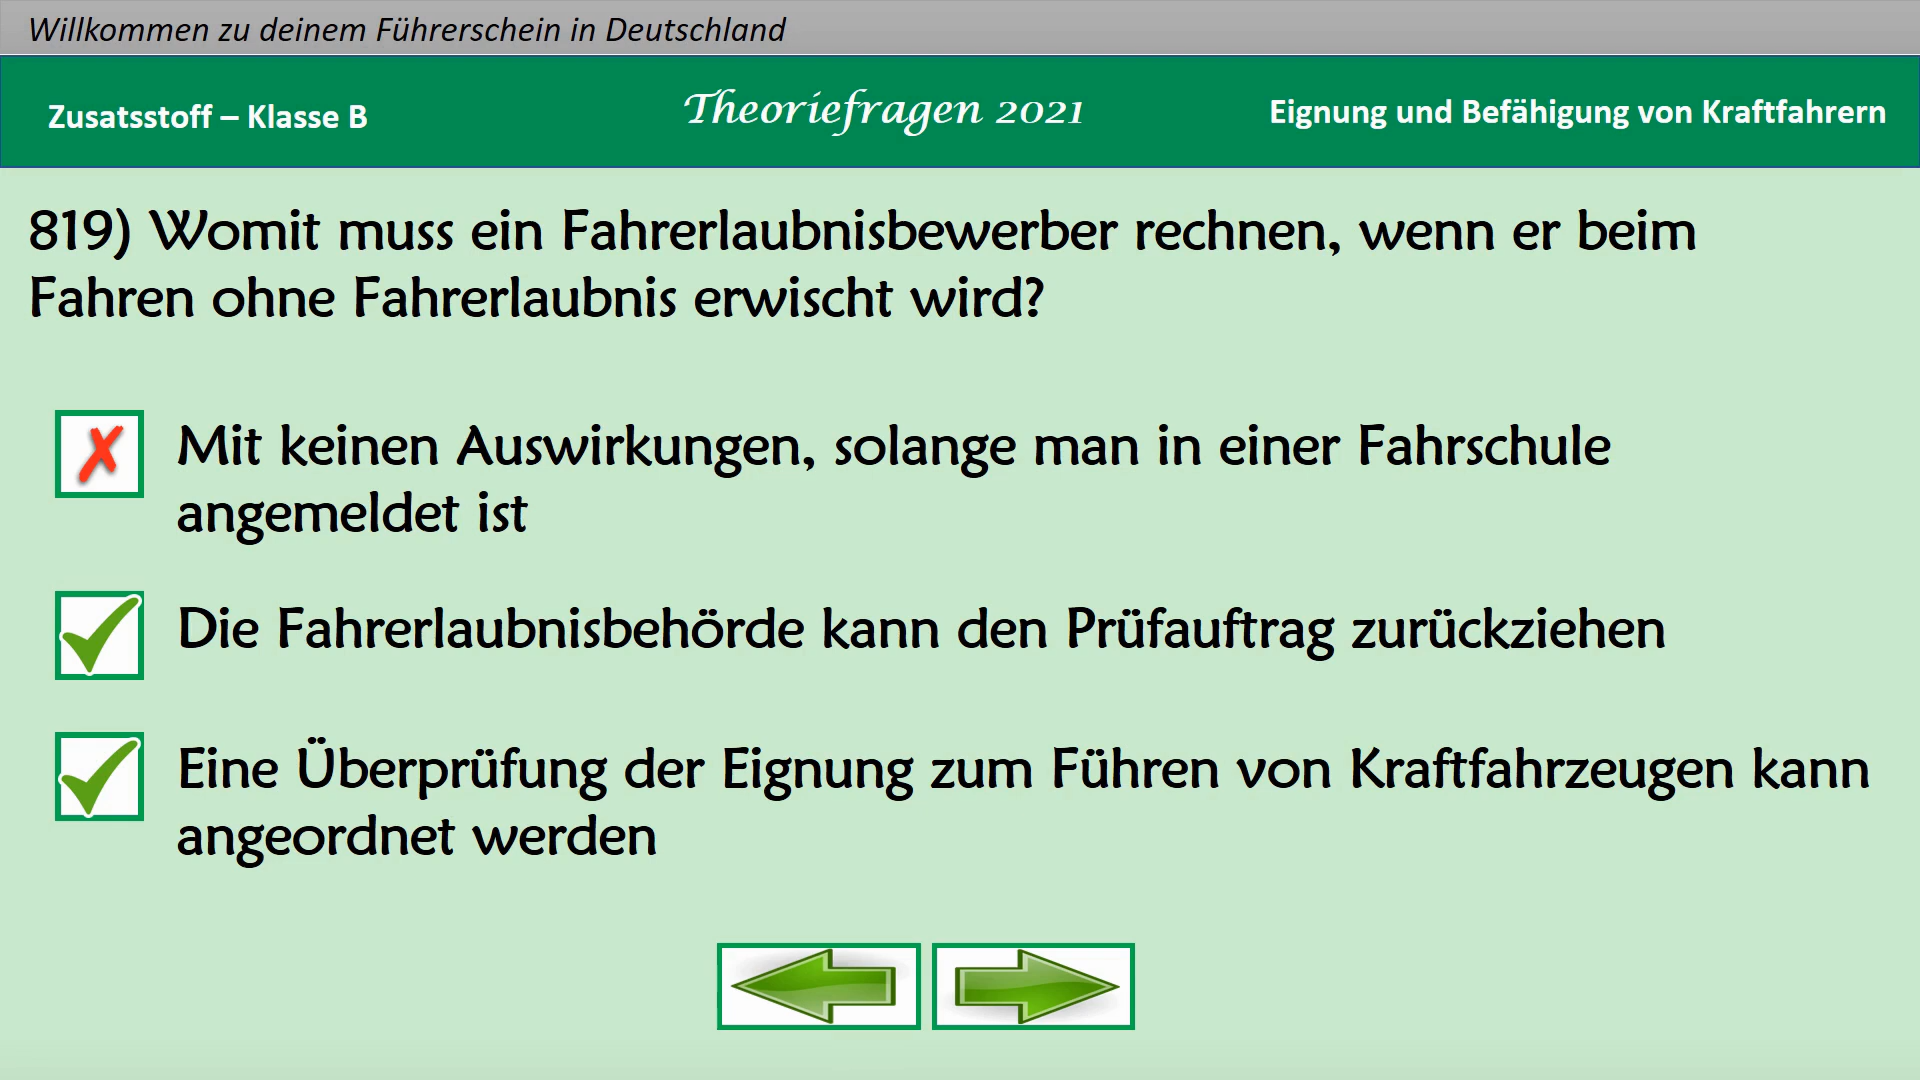 Willkommen zu deinem Führerschein in Deutschland
Zusatsstoff – Klasse B
Theoriefragen 2021
Eignung und Befähigung von Kraftfahrern
819) Womit muss ein Fahrerlaubnisbewerber rechnen, wenn er beim
Fahren ohne Fahrerlaubnis erwischt wird?
Mit keinen Auswirkungen, solange man in einer Fahrschule
angemeldet ist
Die Fahrerlaubnisbehörde kann den Prüfauftrag zurückziehen
Eine Überprüfung der Eignung zum Führen von Kraftfahrzeugen kann
angeordnet werden